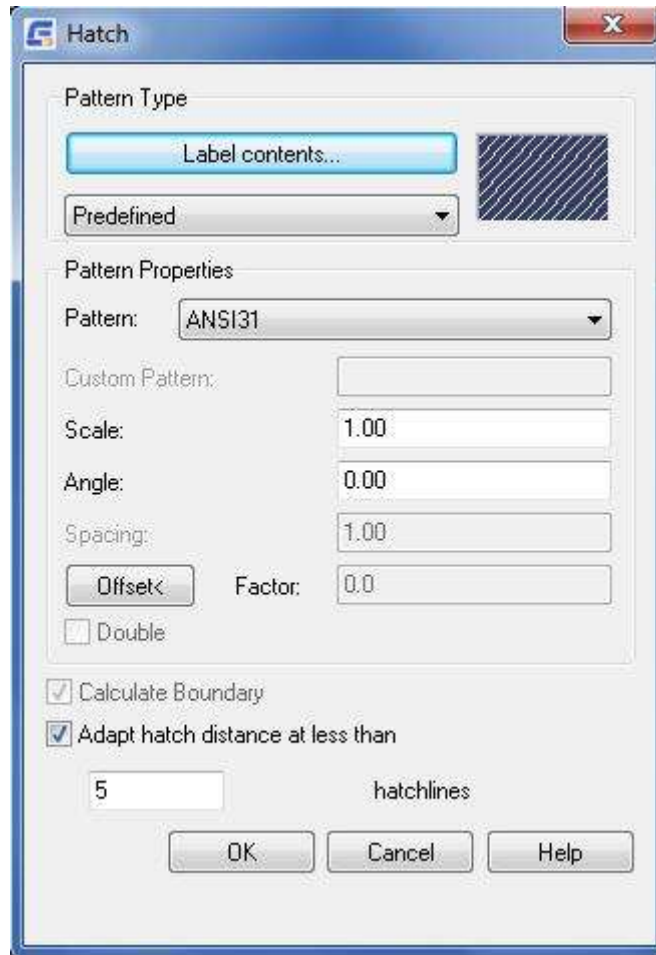 Hatch
Pattern Type
Label contents...
Predefined
Pattern Properties
Pattern: ANSI31
Custom Pattern:
Scale: 1.00
Angle: 0.00
Spacing: 1.00
Offset< Factor: 0.0
Double
Calculate Boundary
Adapt hatch distance at less than
5 hatchlines
OK Cancel Help